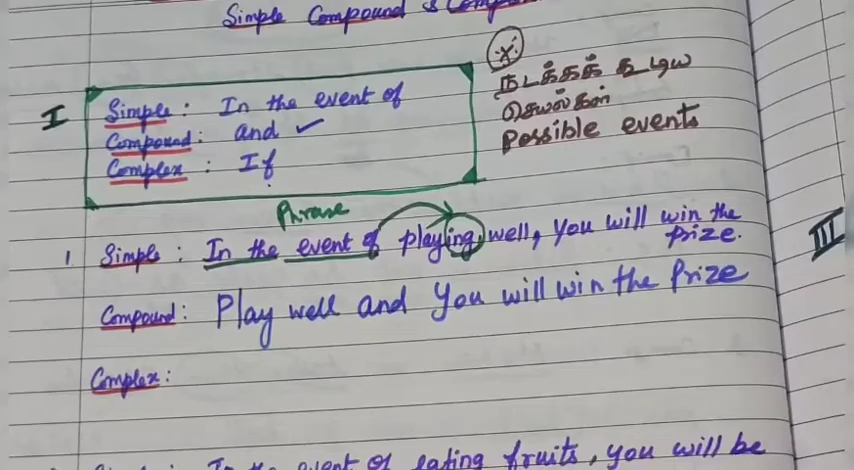 Simple Compound &
I
Simple : In the event of
Compound : and ✓
Complex : If
நடக்கக் கூடிய
செயல்கள்
Possible events
Phrase
1 Simple : In the event of playing well, you will win the
prize.
Compound : Play well and You will win the Prize
Complex :
III
In the event of eating fruits, you will be